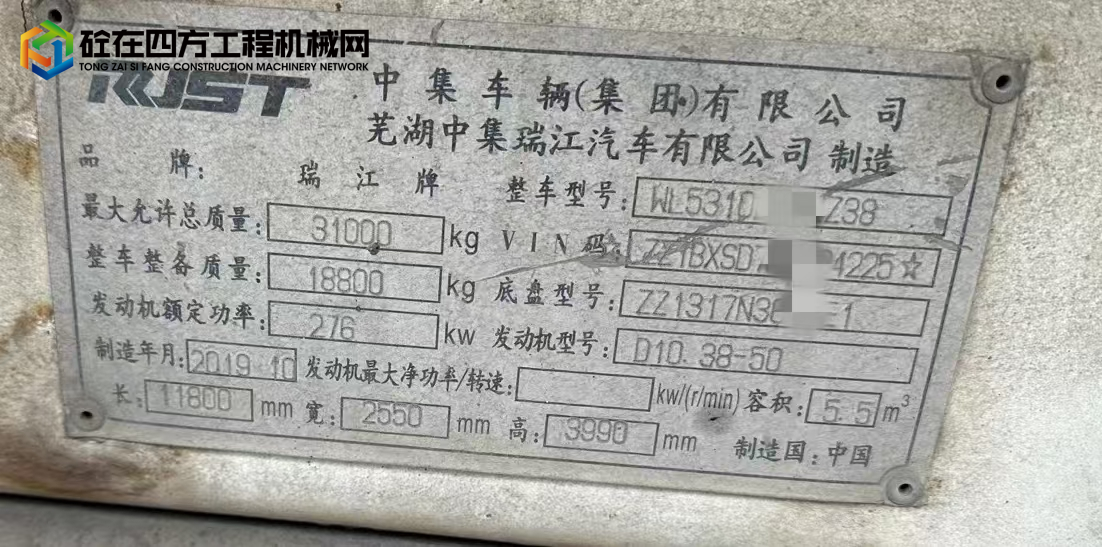 砼在四方工程机械网
TONG ZAI SI FANG CONSTRUCTION MACHINERY NETWORK
RJST 中集车辆(集团)有限公司
芜湖中集瑞江汽车有限公司 制造
品牌: 瑞江牌 整车型号: WL531 Z38
最大允许总质量: 31000 kg VIN码: ZZ1BXSD 4225☆
整车整备质量: 18800 kg 底盘型号: ZZ1317N3 1
发动机额定功率: 276 kw 发动机型号: D10.38-50
制造年月: 2019 10 发动机最大净功率/转速: kw/(r/min) 容积: 5.5 m³
长: 11800 mm 宽: 2550 mm 高: 3990 mm 制造国: 中国